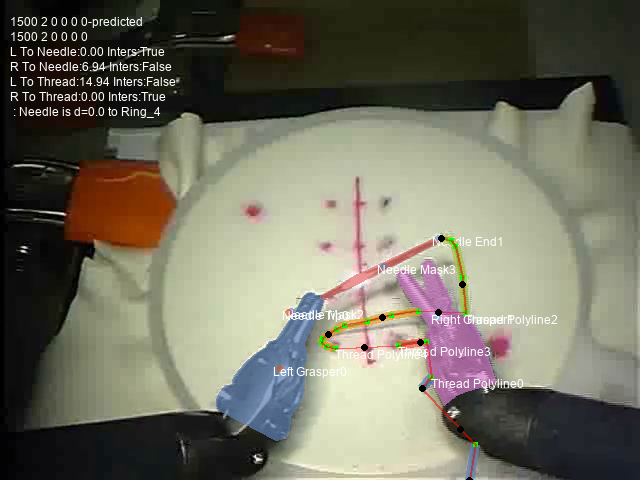 1500 2 0 0 0 0-predicted
1500 2 0 0 0 0
L To Needle:0.00 Inters:True
R To Needle:6.94 Inters:False
L To Thread:14.94 Inters:False
R To Thread:0.00 Inters:True
: Needle is d=0.0 to Ring_4
Needle End1
Needle Mask3
Right Grasper
Thread Polyline2
Thread Polyline3
Left Grasper0
Thread Polyline0